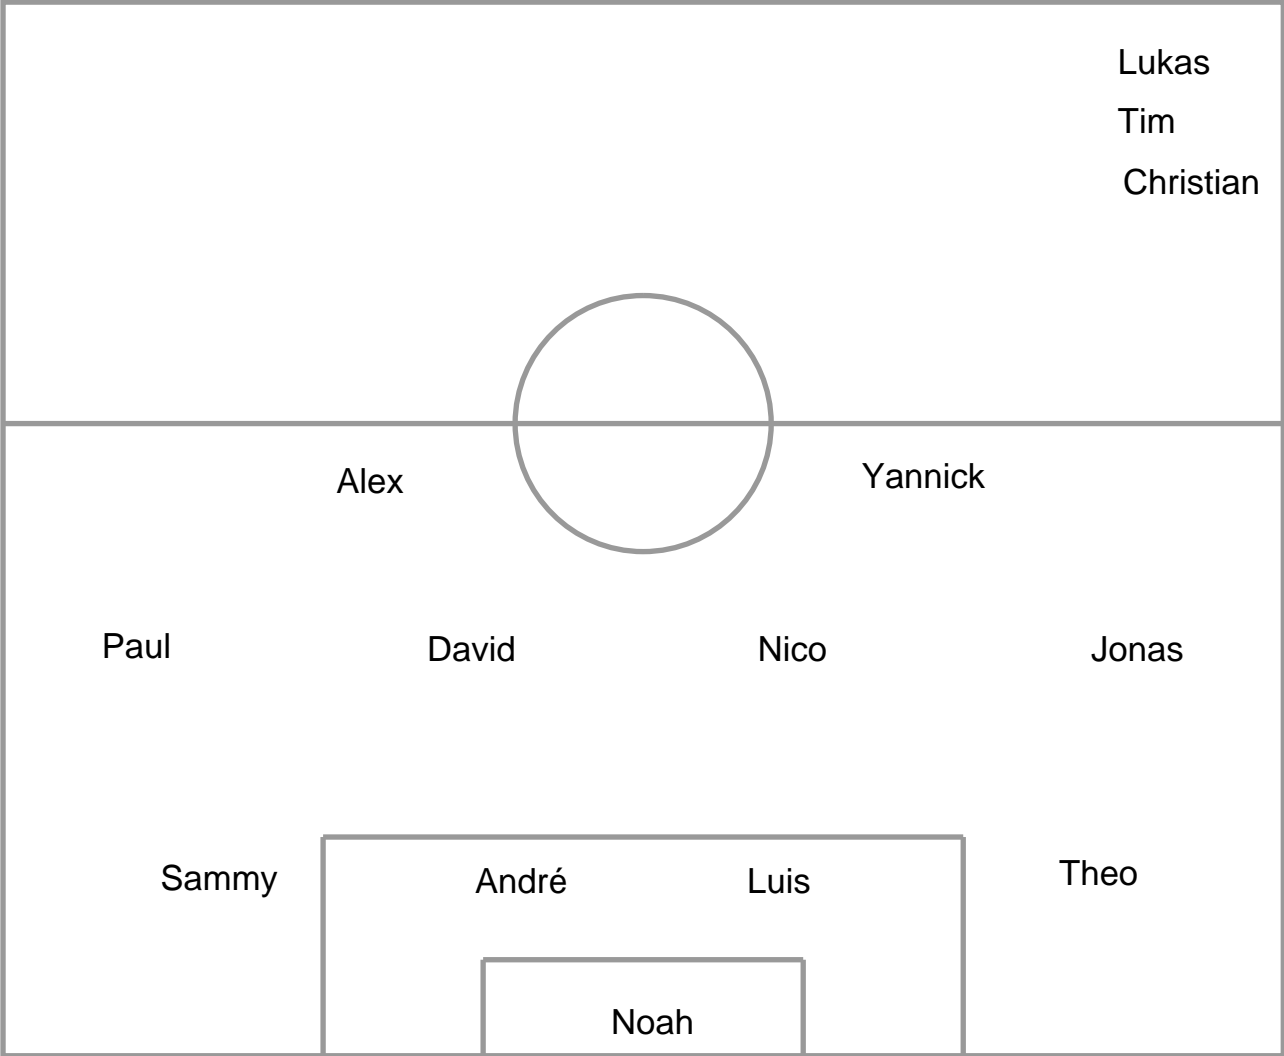 Lukas
Tim
Christian
Alex
Yannick
Paul
David
Nico
Jonas
Sammy
André
Luis
Theo
Noah